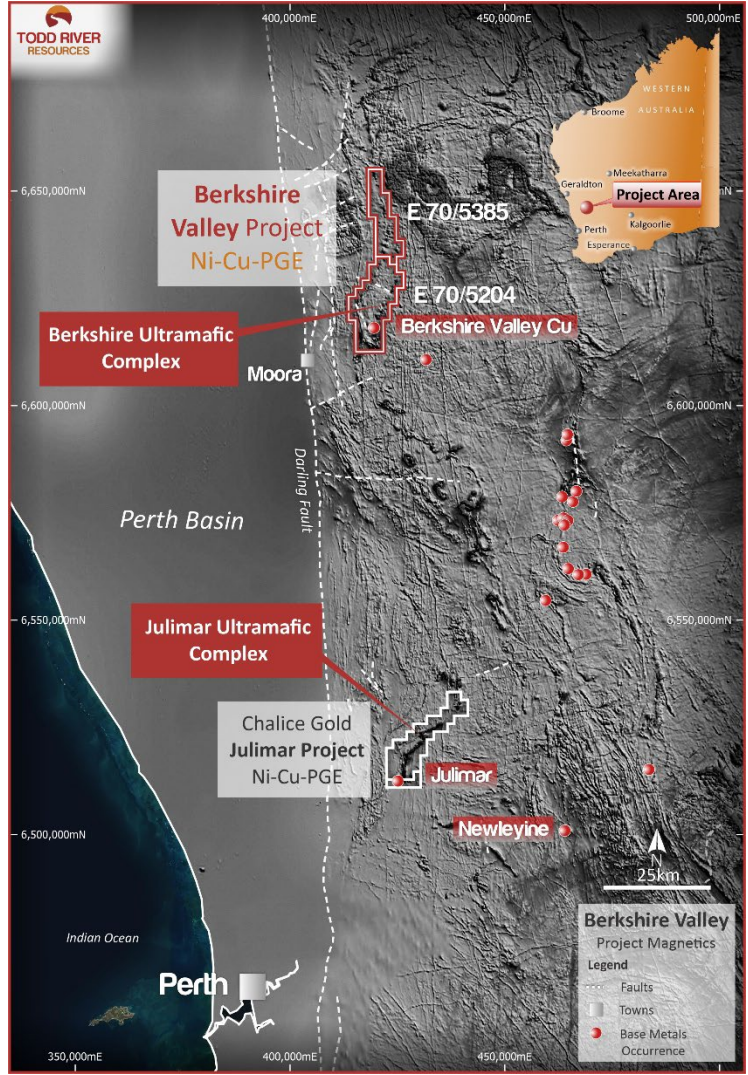 TODD RIVER
RESOURCES
400,000mE
450,000mE
500,000mE
WESTERN
AUSTRALIA
Broome
Meekatharra
Geraldton
Project Area
Perth
Kalgoorlie
Esperance
6,650,000mN
6,650,000mN
Berkshire
Valley Project
Ni-Cu-PGE
E 70/5385
E 70/5204
Berkshire Ultramafic
Complex
Berkshire Valley Cu
Moora
6,600,000mN
6,600,000mN
Darling Fault
Perth Basin
6,550,000mN
6,550,000mN
Julimar Ultramafic
Complex
Chalice Gold
Julimar Project
Ni-Cu-PGE
Julimar
Newleyine
6,500,000mN
6,500,000mN
N
25km
Berkshire Valley
Project Magnetics
Legend
Faults
Towns
Base Metals
Occurrence
Indian Ocean
Perth
350,000mE
400,000mE
450,000mE